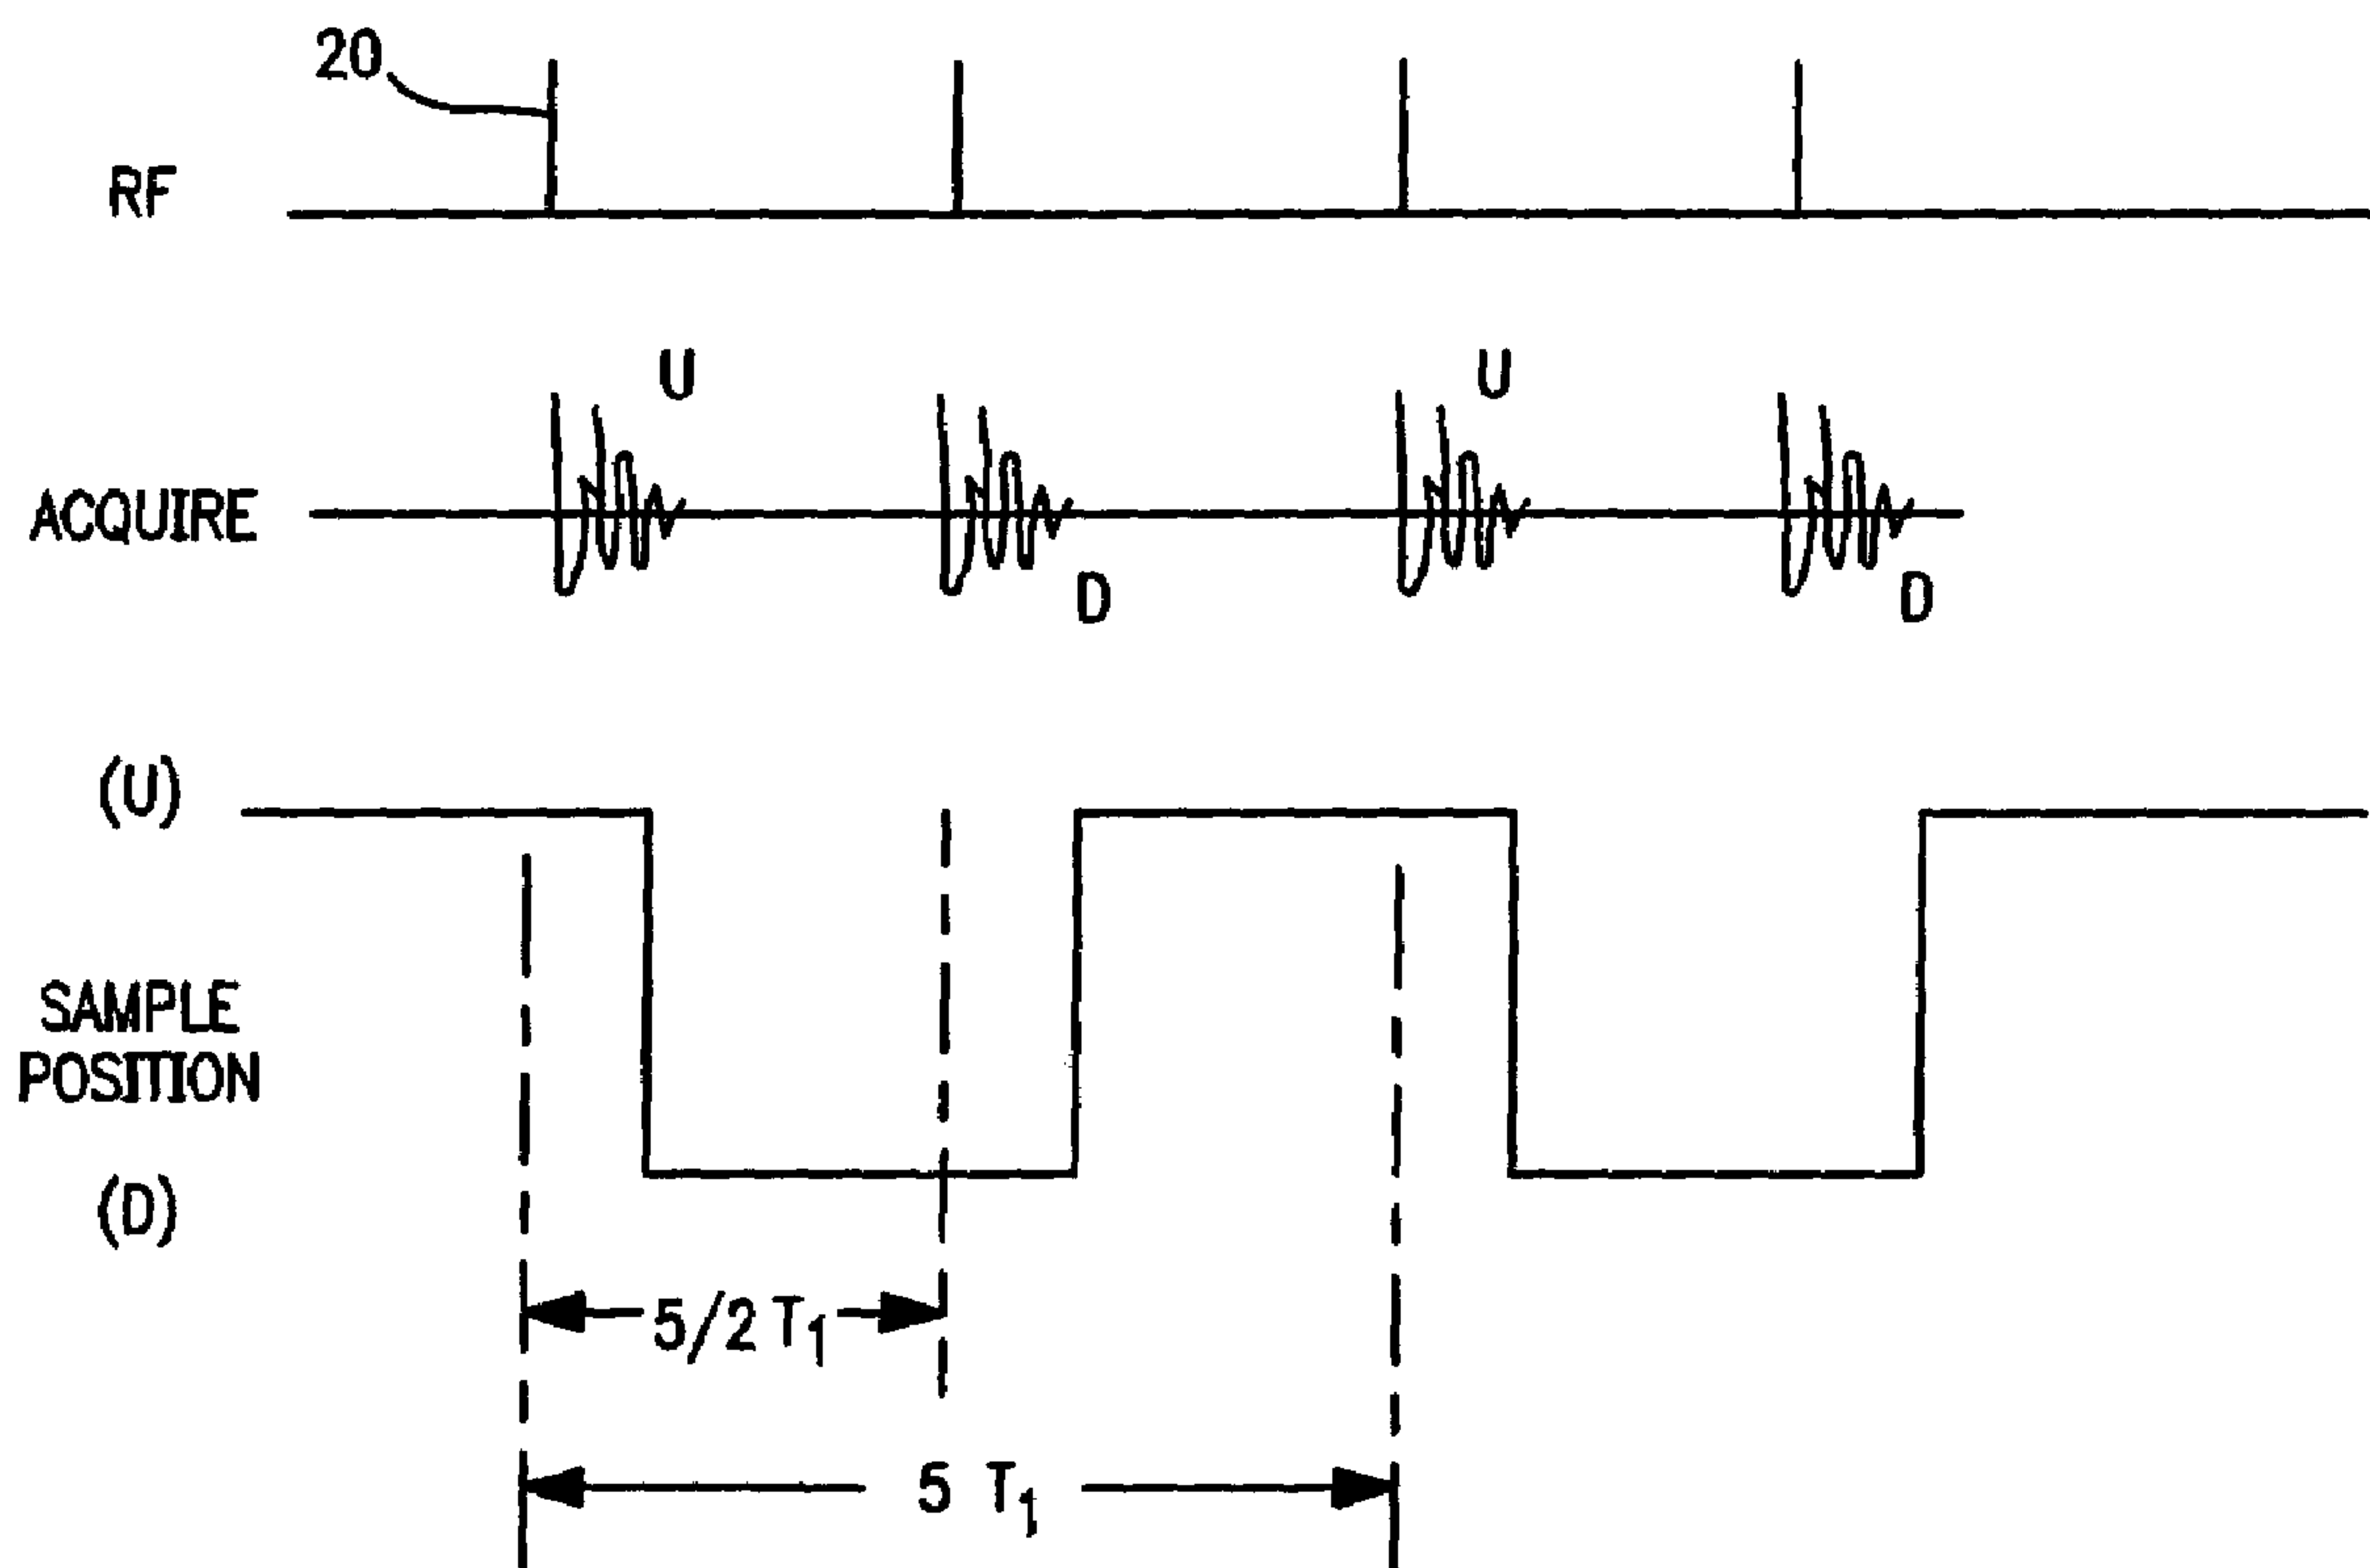 20
RF
U U
ACQUIRE
D D
(U)
SAMPLE
POSITION
(D)
5/2 T1
5 T1